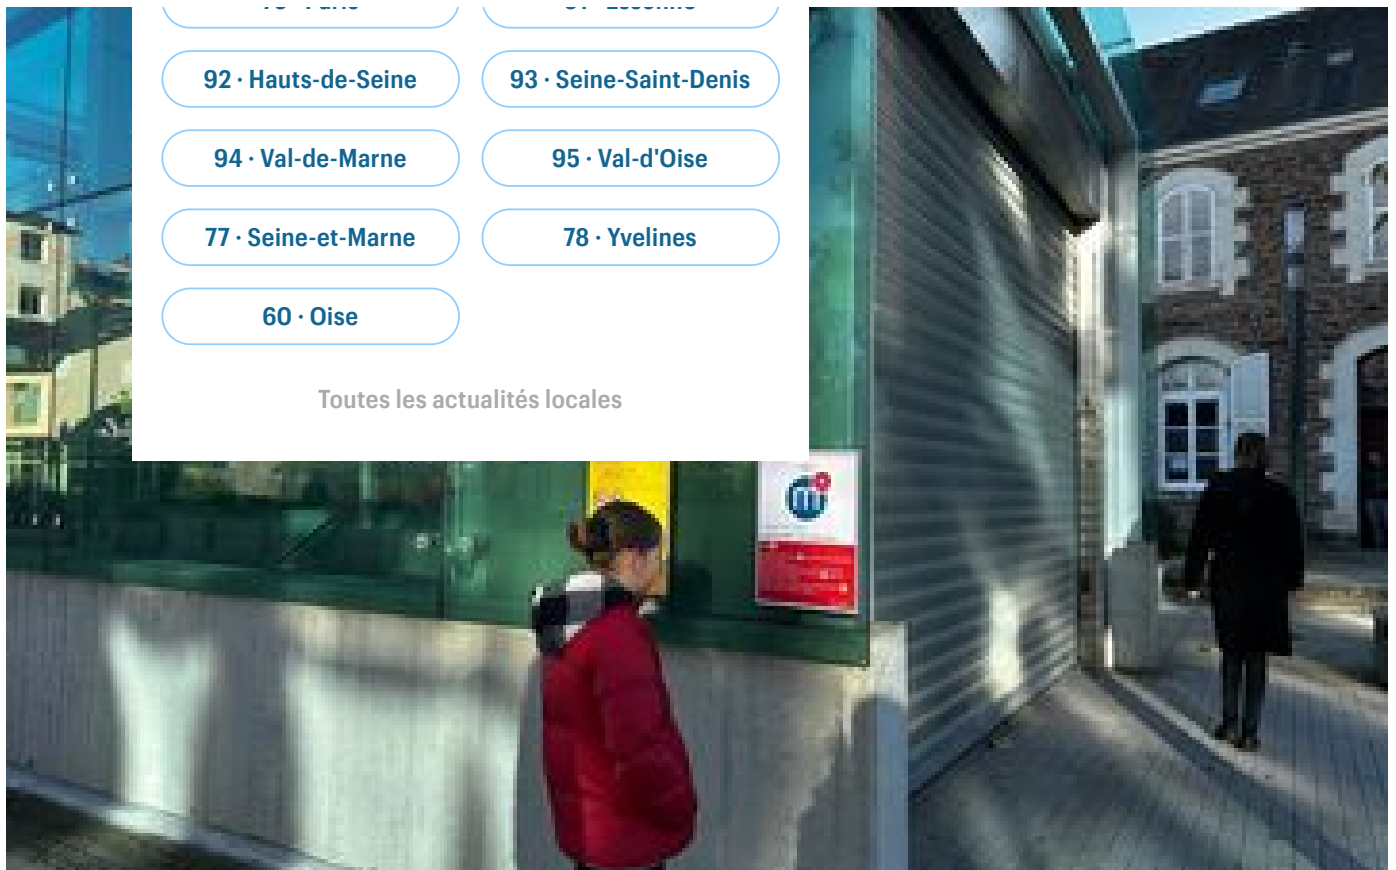 92 · Hauts-de-Seine
93 · Seine-Saint-Denis
94 · Val-de-Marne
95 · Val-d'Oise
77 · Seine-et-Marne
78 · Yvelines
60 · Oise
Toutes les actualités locales